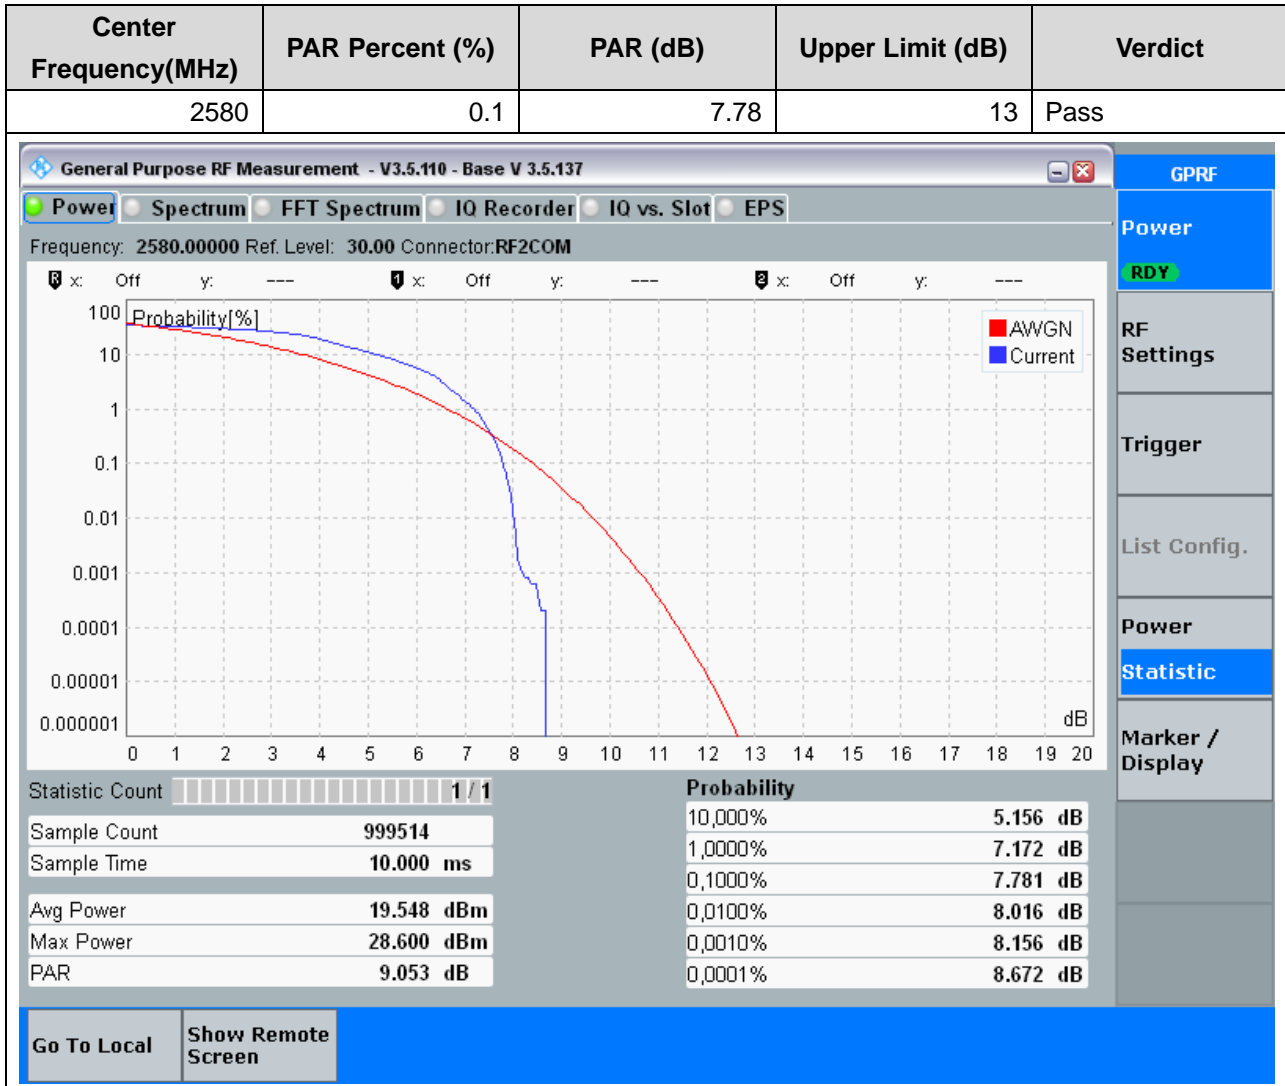 Center Frequency(MHz) PAR Percent (%) PAR (dB) Upper Limit (dB) Verdict
2580 0.1 7.78 13 Pass
General Purpose RF Measurement - V3.5.110 - Base V 3.5.137
GPRF
Power Spectrum FFT Spectrum IQ Recorder IQ vs. Slot EPS
Frequency: 2580.00000 Ref. Level: 30.00 Connector:RF2COM
R x: Off y: --- 1 x: Off y: --- 2 x: Off y: ---
Probability[%]
100
10
1
0.1
0.01
0.001
0.0001
0.00001
0.000001
AWGN
Current
dB
0 1 2 3 4 5 6 7 8 9 10 11 12 13 14 15 16 17 18 19 20
Statistic Count 1 / 1
Sample Count 999514
Sample Time 10.000 ms
Avg Power 19.548 dBm
Max Power 28.600 dBm
PAR 9.053 dB
Probability
10,000% 5.156 dB
1,0000% 7.172 dB
0,1000% 7.781 dB
0,0100% 8.016 dB
0,0010% 8.156 dB
0,0001% 8.672 dB
Power
RDY
RF
Settings
Trigger
List Config.
Power
Statistic
Marker /
Display
Go To Local
Show Remote
Screen